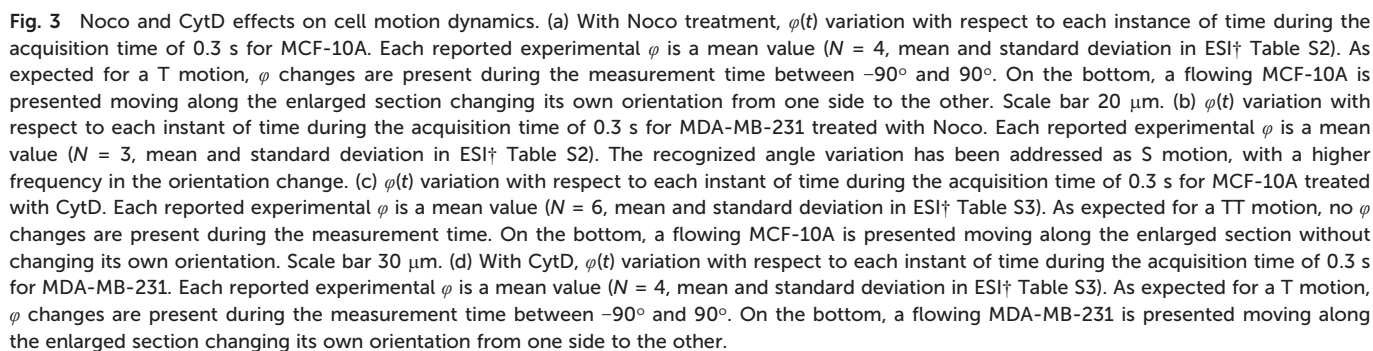 Fig. 3 Noco and CytD effects on cell motion dynamics. (a) With Noco treatment, φ(t) variation with respect to each instance of time during the
acquisition time of 0.3 s for MCF-10A. Each reported experimental φ is a mean value (N = 4, mean and standard deviation in ESI† Table S2). As
expected for a T motion, φ changes are present during the measurement time between −90° and 90°. On the bottom, a flowing MCF-10A is
presented moving along the enlarged section changing its own orientation from one side to the other. Scale bar 20 μm. (b) φ(t) variation with
respect to each instant of time during the acquisition time of 0.3 s for MDA-MB-231 treated with Noco. Each reported experimental φ is a mean
value (N = 3, mean and standard deviation in ESI† Table S2). The recognized angle variation has been addressed as S motion, with a higher
frequency in the orientation change. (c) φ(t) variation with respect to each instant of time during the acquisition time of 0.3 s for MCF-10A treated
with CytD. Each reported experimental φ is a mean value (N = 6, mean and standard deviation in ESI† Table S3). As expected for a TT motion, no φ
changes are present during the measurement time. On the bottom, a flowing MCF-10A is presented moving along the enlarged section without
changing its own orientation. Scale bar 30 μm. (d) With CytD, φ(t) variation with respect to each instant of time during the acquisition time of 0.3 s
for MDA-MB-231. Each reported experimental φ is a mean value (N = 4, mean and standard deviation in ESI† Table S3). As expected for a T motion,
φ changes are present during the measurement time between −90° and 90°. On the bottom, a flowing MDA-MB-231 is presented moving along
the enlarged section changing its own orientation from one side to the other.